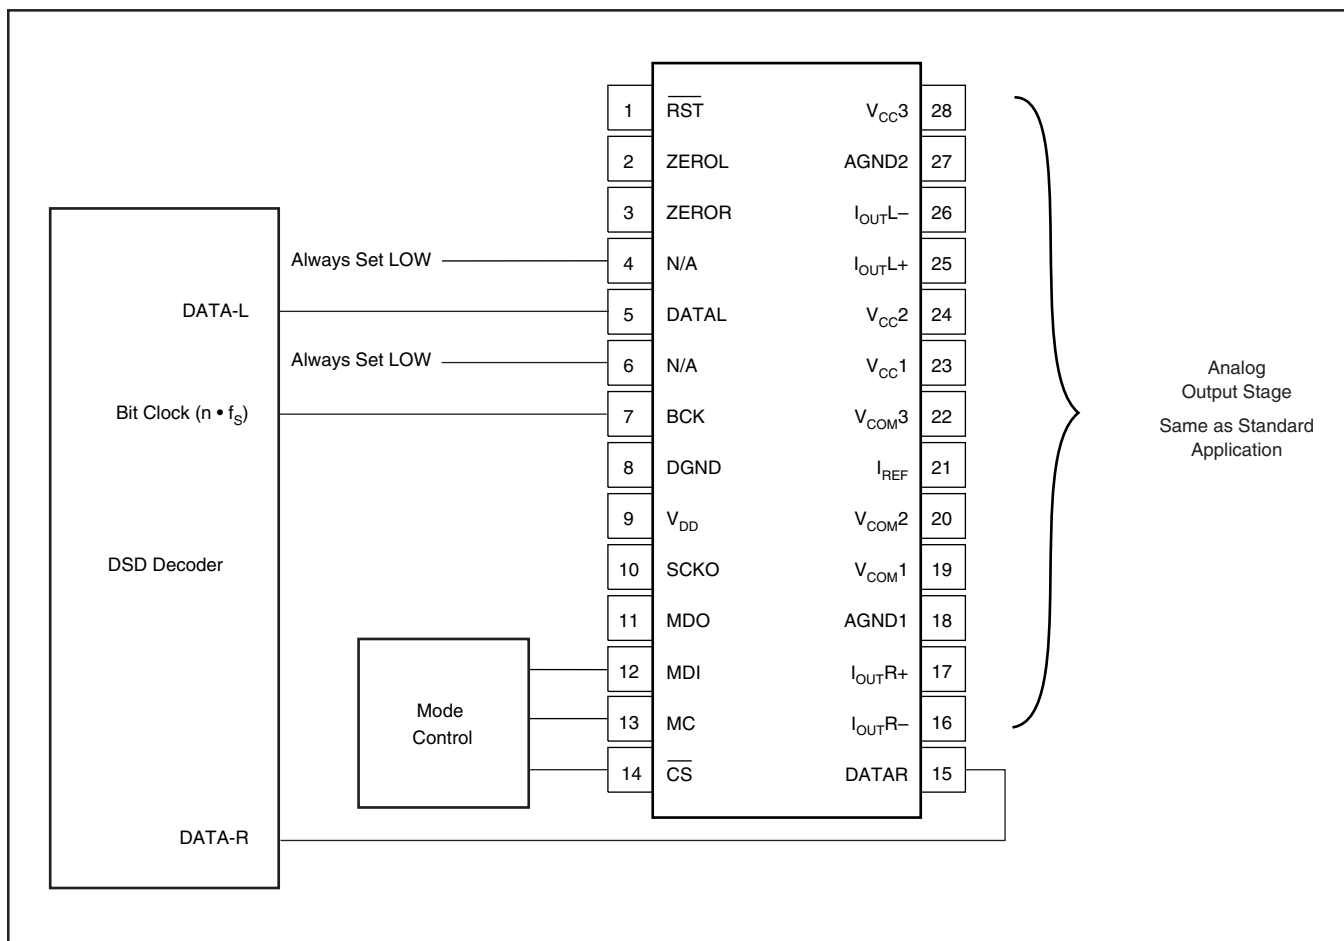 1 RST V_CC3 28
2 ZEROL AGND2 27
3 ZEROR I_OUTL– 26
Always Set LOW 4 N/A I_OUTL+ 25
DATA-L 5 DATAL V_CC2 24
Always Set LOW 6 N/A V_CC1 23
Bit Clock (n • f_S) 7 BCK V_COM3 22
8 DGND I_REF 21
9 V_DD V_COM2 20
DSD Decoder 10 SCKO V_COM1 19
11 MDO AGND1 18
12 MDI I_OUTR+ 17
13 MC I_OUTR– 16
14 CS DATAR 15
Mode
Control
DATA-R
Analog
Output Stage
Same as Standard
Application